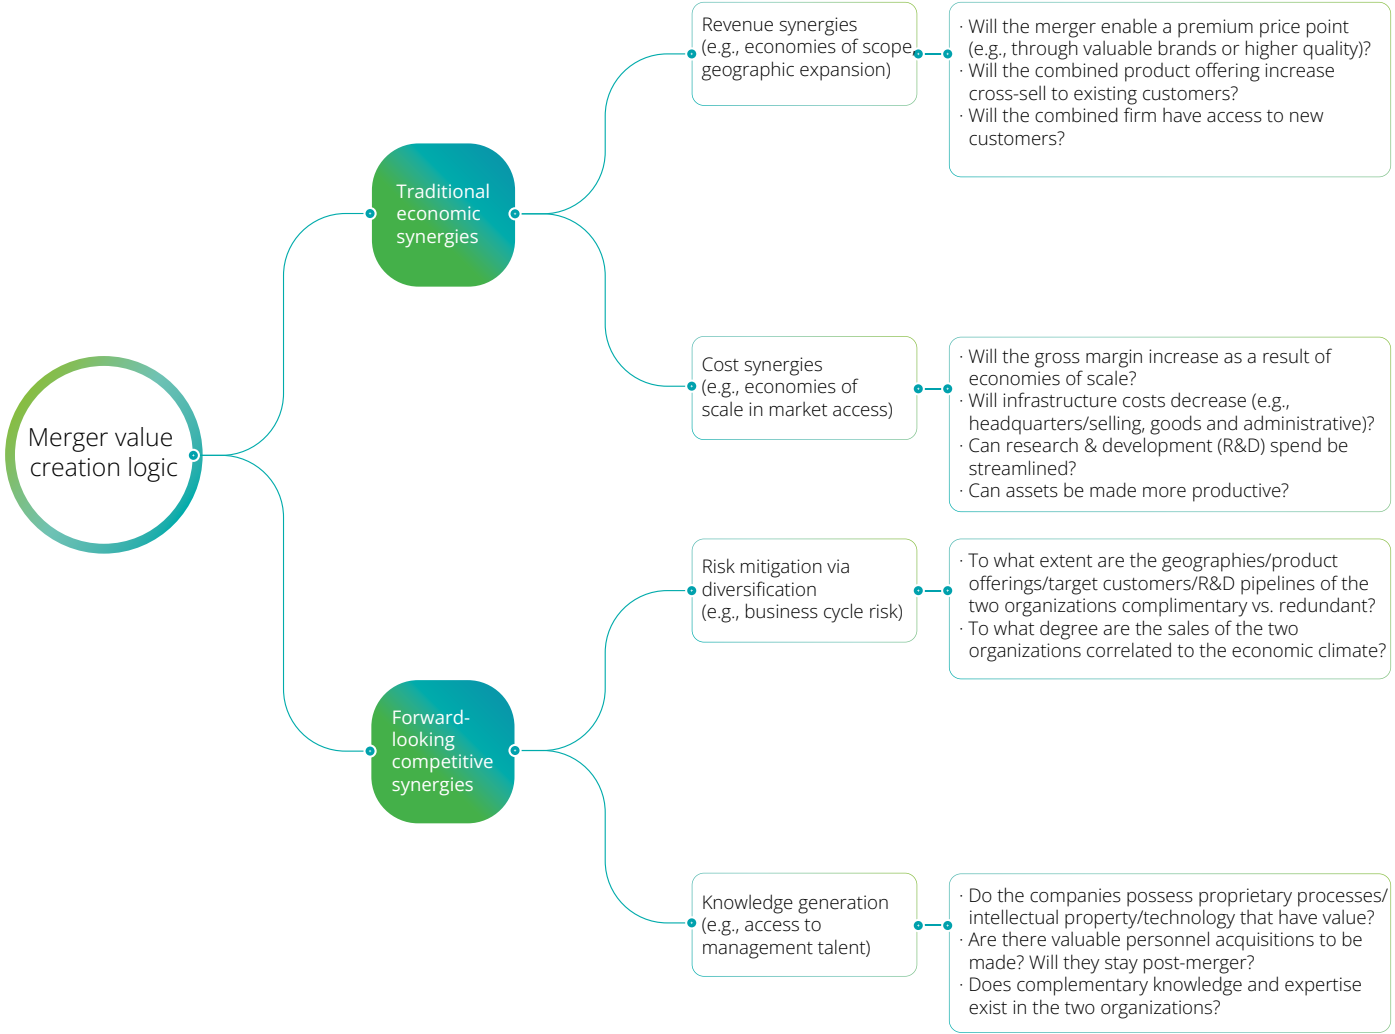 Merger value
creation logic
Traditional
economic
synergies
Revenue synergies
(e.g., economies of scope,
geographic expansion)
· Will the merger enable a premium price point
(e.g., through valuable brands or higher quality)?
· Will the combined product offering increase
cross-sell to existing customers?
· Will the combined firm have access to new
customers?
Cost synergies
(e.g., economies of
scale in market access)
· Will the gross margin increase as a result of
economies of scale?
· Will infrastructure costs decrease (e.g.,
headquarters/selling, goods and administrative)?
· Can research & development (R&D) spend be
streamlined?
· Can assets be made more productive?
Forward-
looking
competitive
synergies
Risk mitigation via
diversification
(e.g., business cycle risk)
· To what extent are the geographies/product
offerings/target customers/R&D pipelines of the
two organizations complimentary vs. redundant?
· To what degree are the sales of the two
organizations correlated to the economic climate?
Knowledge generation
(e.g., access to
management talent)
· Do the companies possess proprietary processes/
intellectual property/technology that have value?
· Are there valuable personnel acquisitions to be
made? Will they stay post-merger?
· Does complementary knowledge and expertise
exist in the two organizations?